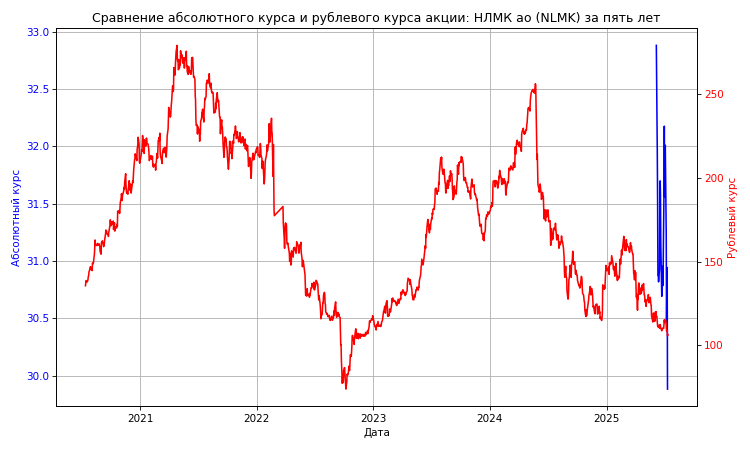 Сравнение абсолютного курса и рублевого курса акции: НЛМК ао (NLMK) за пять лет
33.0
32.5
32.0
31.5
31.0
30.5
30.0
Абсолютный курс
250
200
150
100
Рублевый курс
2021 2022 2023 2024 2025
Дата